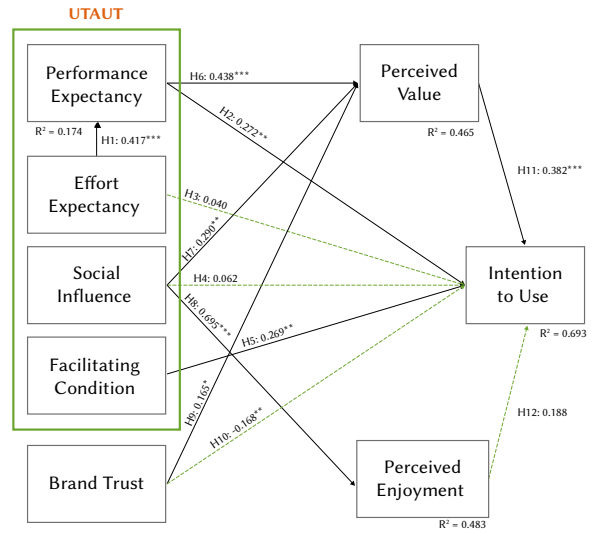 UTAUT
Performance
Expectancy
R² = 0.174
H1: 0.417***
Effort
Expectancy
Social
Influence
Facilitating
Condition
Brand Trust
H6: 0.438***
H2: 0.272**
H3: 0.040
H7: 0.290**
H4: 0.062
H8: 0.695***
H5: 0.269**
H9: 0.165*
H10: -0.168**
Perceived
Value
R² = 0.465
H11: 0.382***
Intention
to Use
R² = 0.693
H12: 0.188
Perceived
Enjoyment
R² = 0.483